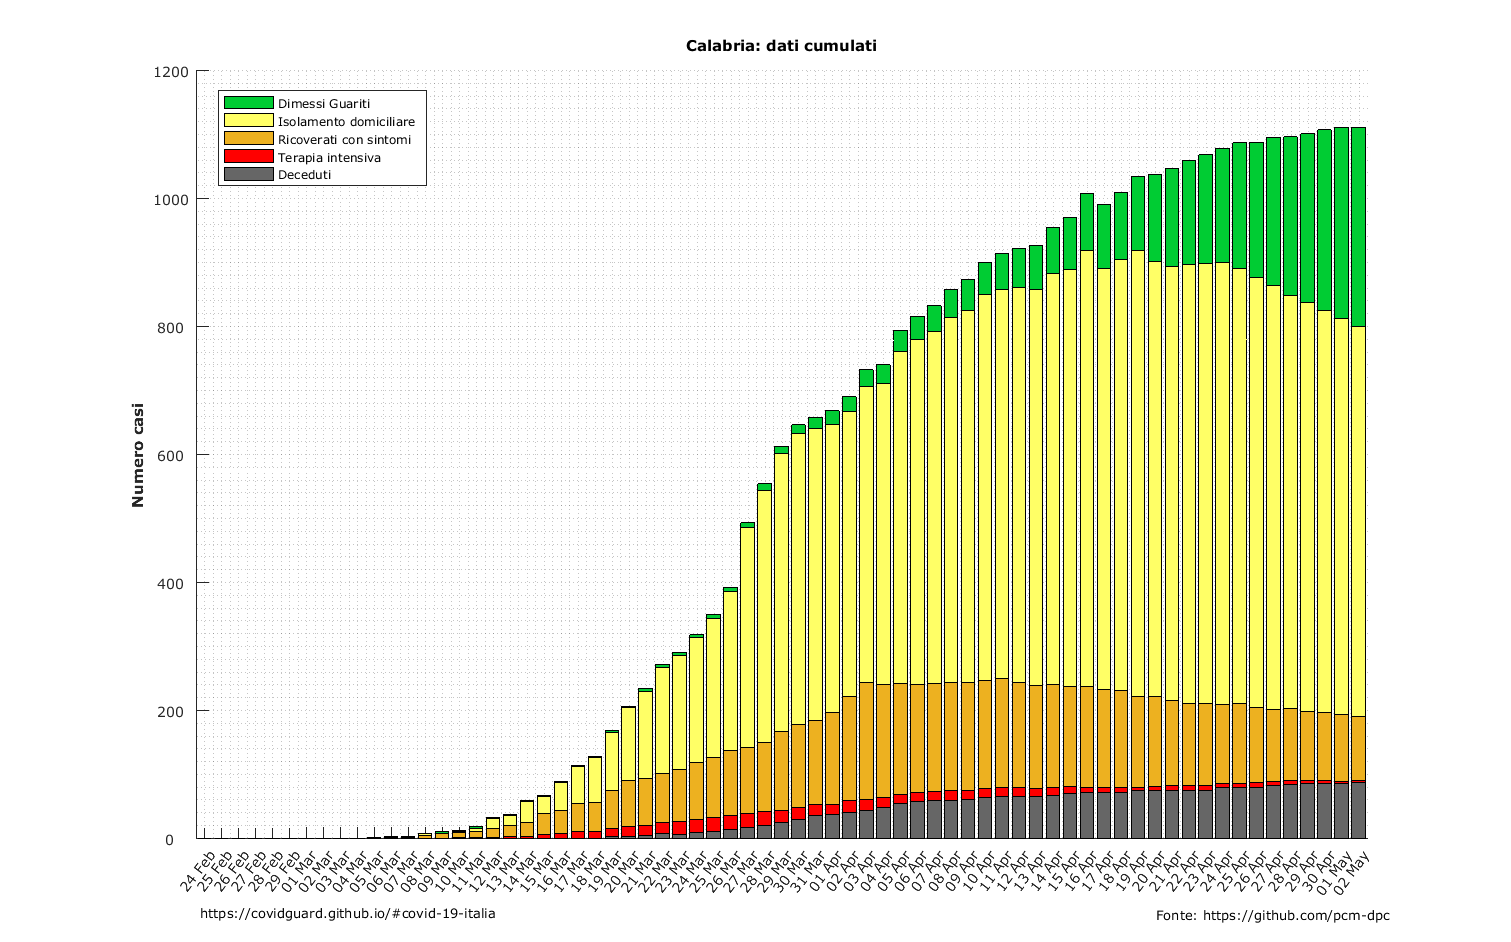 Calabria: dati cumulati
1200
1000
800
600
400
200
0
Numero casi
Dimessi Guariti
Isolamento domiciliare
Ricoverati con sintomi
Terapia intensiva
Deceduti
24 Feb
25 Feb
26 Feb
27 Feb
28 Feb
29 Feb
01 Mar
02 Mar
03 Mar
04 Mar
05 Mar
06 Mar
07 Mar
08 Mar
09 Mar
10 Mar
11 Mar
12 Mar
13 Mar
14 Mar
15 Mar
16 Mar
17 Mar
18 Mar
19 Mar
20 Mar
21 Mar
22 Mar
23 Mar
24 Mar
25 Mar
26 Mar
27 Mar
28 Mar
29 Mar
30 Mar
31 Mar
01 Apr
02 Apr
03 Apr
04 Apr
05 Apr
06 Apr
07 Apr
08 Apr
09 Apr
10 Apr
11 Apr
12 Apr
13 Apr
14 Apr
15 Apr
16 Apr
17 Apr
18 Apr
19 Apr
20 Apr
21 Apr
22 Apr
23 Apr
24 Apr
25 Apr
26 Apr
27 Apr
28 Apr
29 Apr
30 Apr
01 May
02 May
https://covidguard.github.io/#covid-19-italia
Fonte: https://github.com/pcm-dpc